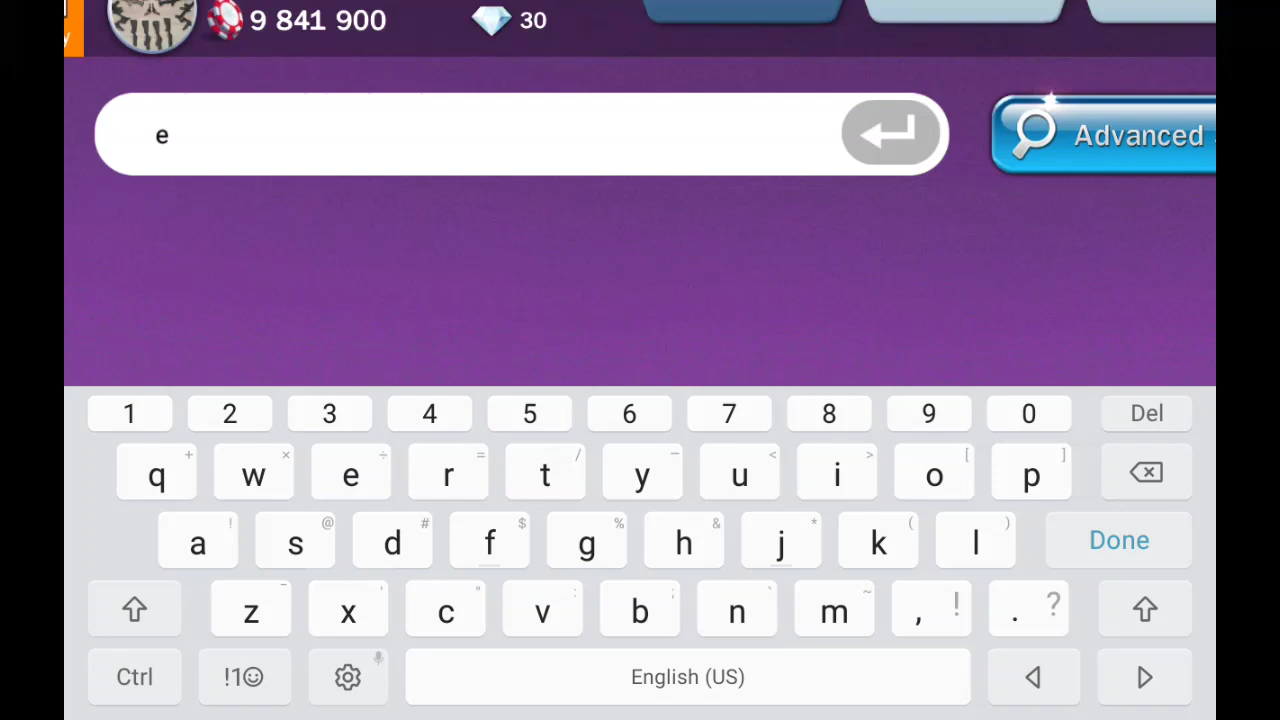 y
9 841 900
30
e
Advanced
1 2 3 4 5 6 7 8 9 0 Del
q + w × e ÷ r = t / y − u < i > o [ p ]
a ! s @ d # f $ g % h & j * k ( l ) Done
z - x ' c " v : b ; n ` m ~ , ! . ?
Ctrl !1☺ English (US)